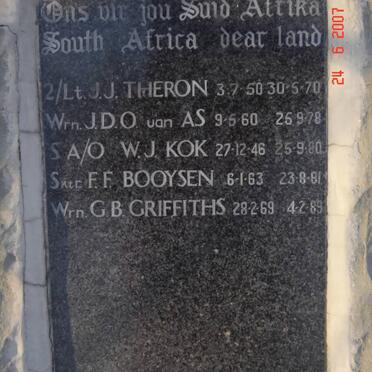 Ons vir jou Suid Afrika
South Africa dear land
2/Lt. J.J. THERON 3.7.50 30.5.70
Wrn. J.D.O. van AS 9.5.60 26.9.78
S A/O W.J. KOK 27.12.46 25.9.80
F.F. BOOYSEN 6.1.63 23.8.81
Wrn. G.B. GRIFFITHS 28.2.69 4.2.89
24 6 2007